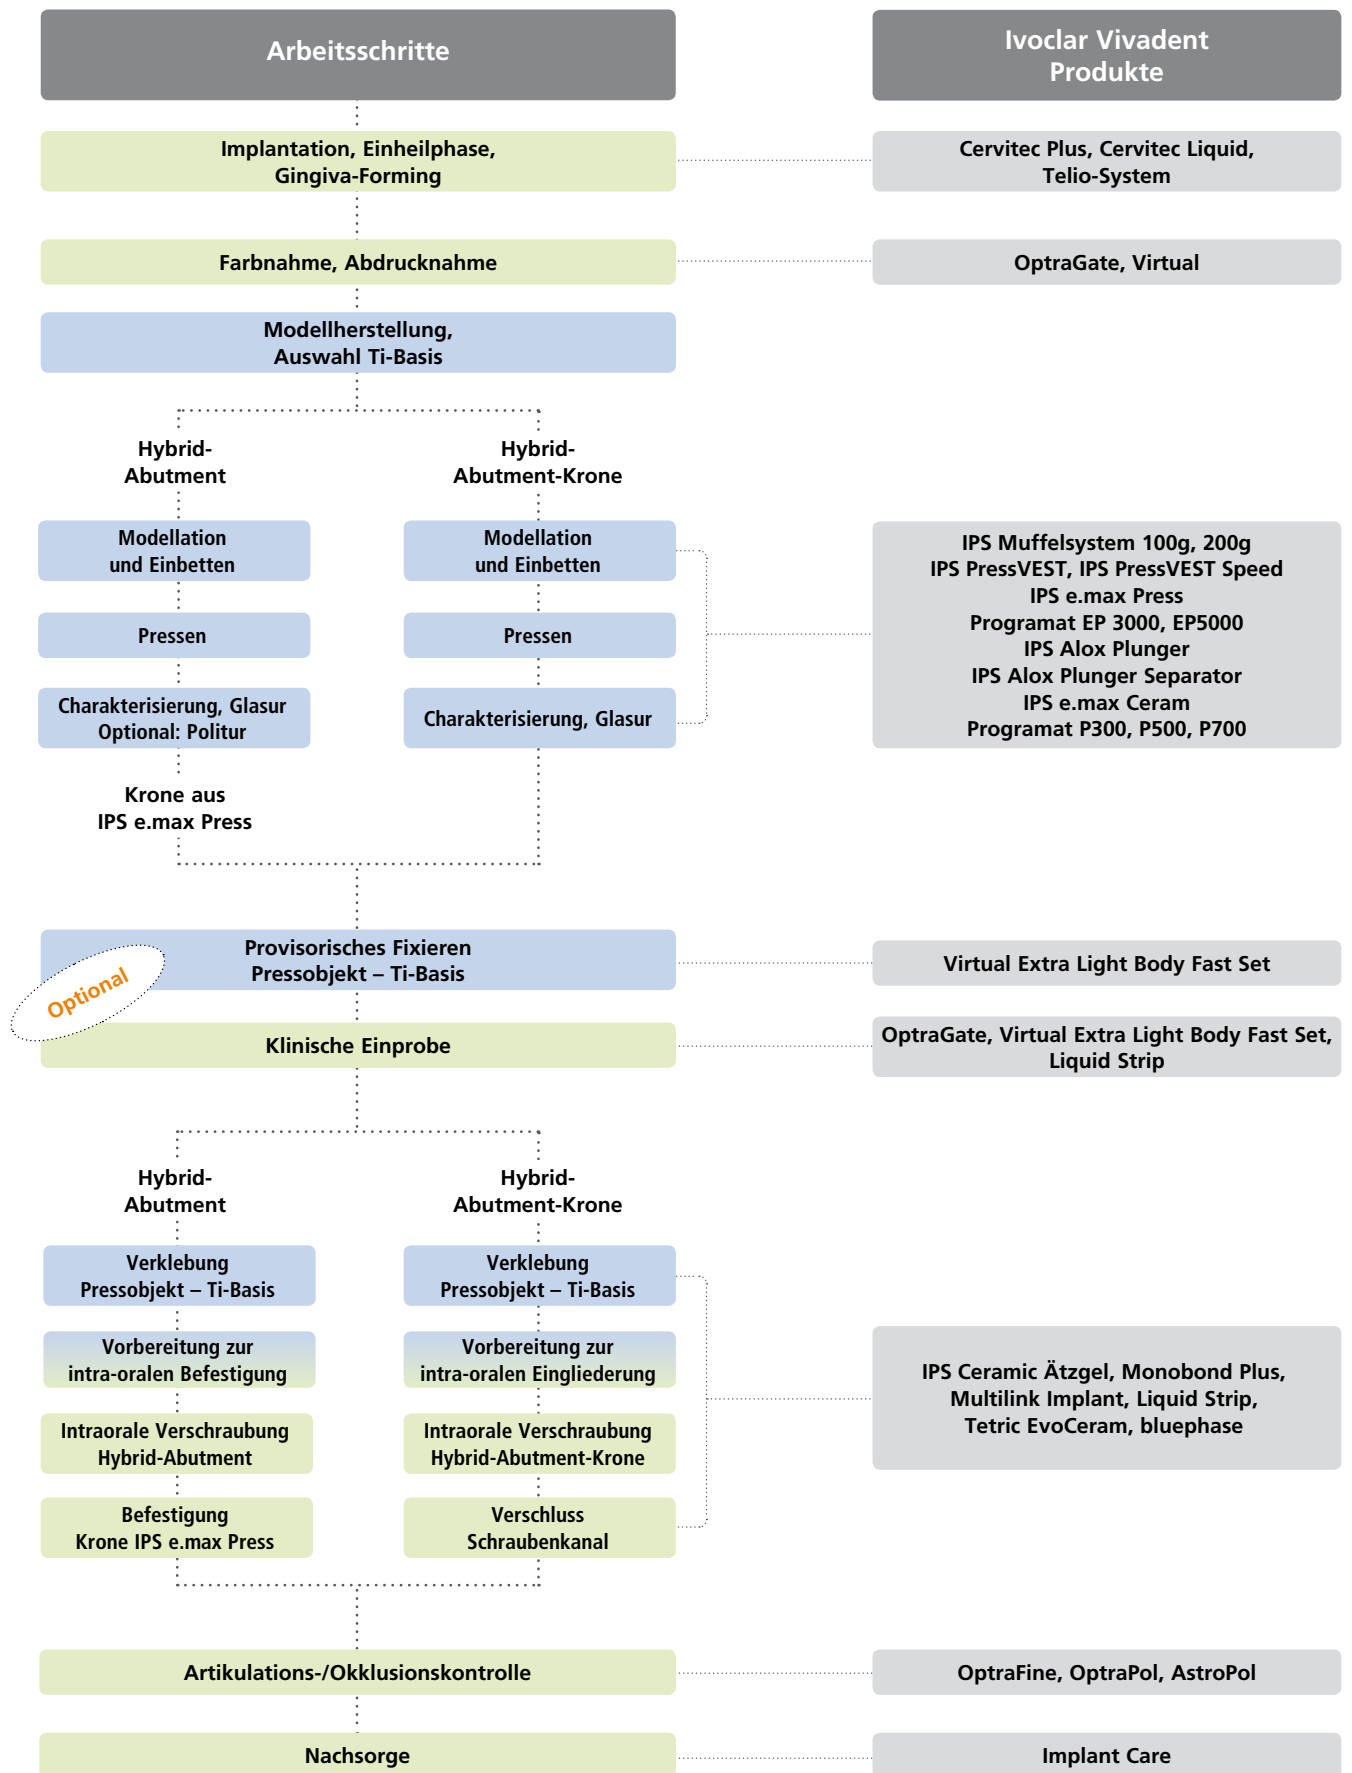 Arbeitsschritte
Ivoclar Vivadent
Produkte
Implantation, Einheilphase,
Gingiva-Forming
Cervitec Plus, Cervitec Liquid,
Telio-System
Farbnahme, Abdrucknahme
OptraGate, Virtual
Modellherstellung,
Auswahl Ti-Basis
Hybrid-
Abutment
Hybrid-
Abutment-Krone
Modellation
und Einbetten
Modellation
und Einbetten
Pressen
Pressen
Charakterisierung, Glasur
Optional: Politur
Charakterisierung, Glasur
IPS Muffelsystem 100g, 200g
IPS PressVEST, IPS PressVEST Speed
IPS e.max Press
Programat EP 3000, EP5000
IPS Alox Plunger
IPS Alox Plunger Separator
IPS e.max Ceram
Programat P300, P500, P700
Krone aus
IPS e.max Press
Optional
Provisorisches Fixieren
Pressobjekt – Ti-Basis
Virtual Extra Light Body Fast Set
Klinische Einprobe
OptraGate, Virtual Extra Light Body Fast Set,
Liquid Strip
Hybrid-
Abutment
Hybrid-
Abutment-Krone
Verklebung
Pressobjekt – Ti-Basis
Verklebung
Pressobjekt – Ti-Basis
Vorbereitung zur
intra-oralen Befestigung
Vorbereitung zur
intra-oralen Eingliederung
Intraorale Verschraubung
Hybrid-Abutment
Intraorale Verschraubung
Hybrid-Abutment-Krone
Befestigung
Krone IPS e.max Press
Verschluss
Schraubenkanal
IPS Ceramic Ätzgel, Monobond Plus,
Multilink Implant, Liquid Strip,
Tetric EvoCeram, bluephase
Artikulations-/Okklusionskontrolle
OptraFine, OptraPol, AstroPol
Nachsorge
Implant Care